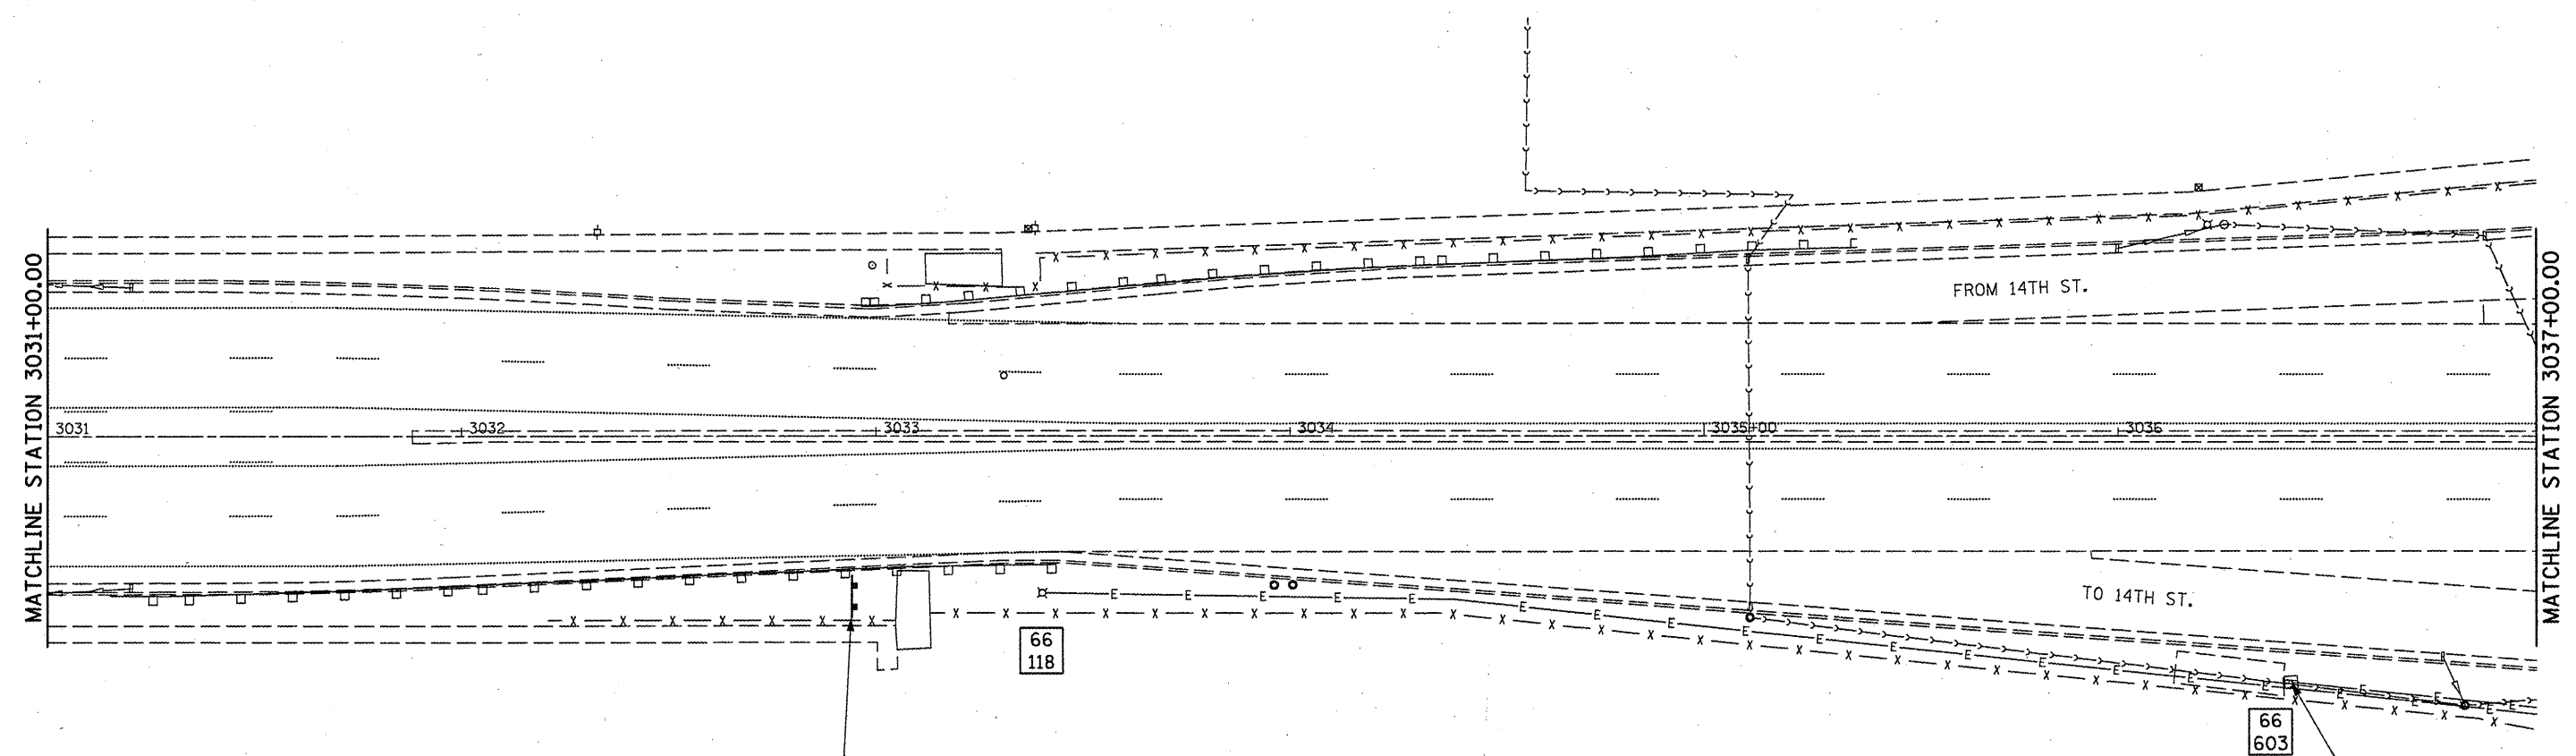 MATCHLINE STATION 3031+00.00
FROM 14TH ST.
MATCHLINE STATION 3037+00.00
3031
3032
3033
3034
3035+00
3036
TO 14TH ST.
E E E E E E E E E E E E E E E E E E E E
X X X X X X X X X X X X X X X X X X X X
66
118
66
603